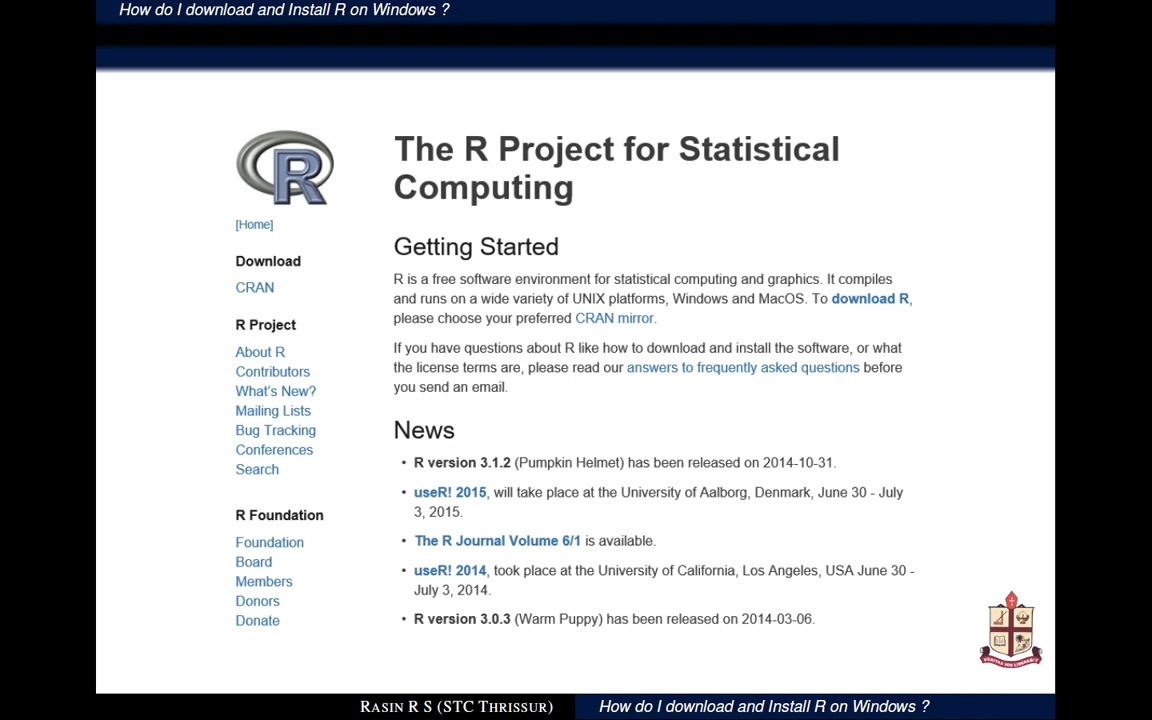 How do I download and Install R on Windows ?
R
The R Project for Statistical
Computing
[Home]
Download
CRAN
R Project
About R
Contributors
What's New?
Mailing Lists
Bug Tracking
Conferences
Search
R Foundation
Foundation
Board
Members
Donors
Donate
Getting Started
R is a free software environment for statistical computing and graphics. It compiles
and runs on a wide variety of UNIX platforms, Windows and MacOS. To download R,
please choose your preferred CRAN mirror.
If you have questions about R like how to download and install the software, or what
the license terms are, please read our answers to frequently asked questions before
you send an email.
News
• R version 3.1.2 (Pumpkin Helmet) has been released on 2014-10-31.
• useR! 2015, will take place at the University of Aalborg, Denmark, June 30 - July
3, 2015.
• The R Journal Volume 6/1 is available.
• useR! 2014, took place at the University of California, Los Angeles, USA June 30 -
July 3, 2014.
• R version 3.0.3 (Warm Puppy) has been released on 2014-03-06.
VERITAS VOS LIBERABIT
RASIN R S (STC THRISSUR)
How do I download and Install R on Windows ?